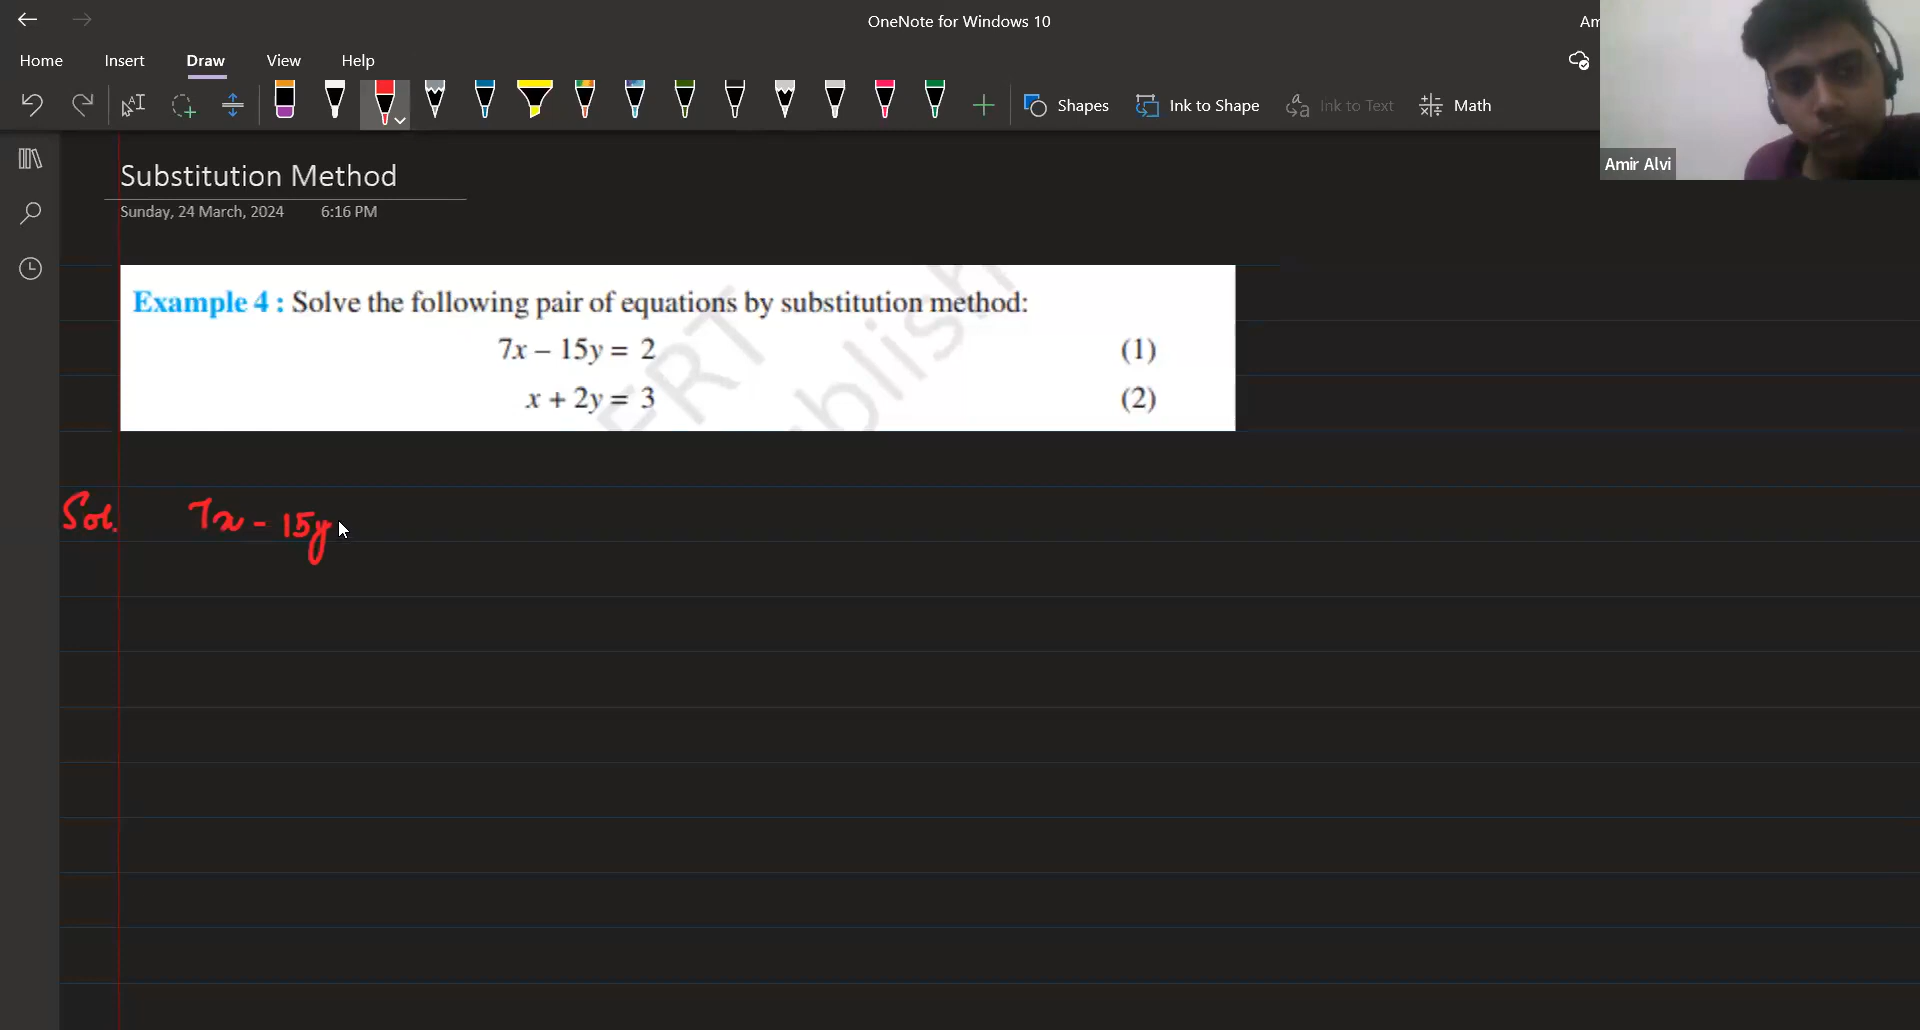 OneNote for Windows 10
Am
Home Insert Draw View Help
Shapes Ink to Shape Ink to Text Math
Amir Alvi
Substitution Method
Sunday, 24 March, 2024 6:16 PM
Example 4 : Solve the following pair of equations by substitution method:
7x – 15y = 2 (1)
x + 2y = 3 (2)
Sol. 7x - 15y